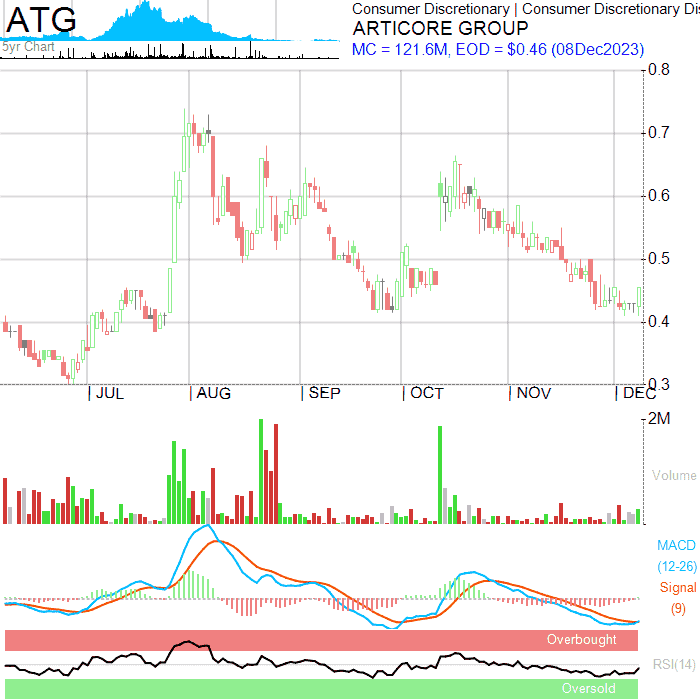 ATG
5yr Chart
Consumer Discretionary | Consumer Discretionary Dis
ARTICORE GROUP
MC = 121.6M, EOD = $0.46 (08Dec2023)
0.8
0.7
0.6
0.5
0.4
0.3
JUL AUG SEP OCT NOV DEC
2M
Volume
MACD
(12-26)
Signal
(9)
Overbought
RSI(14)
Oversold